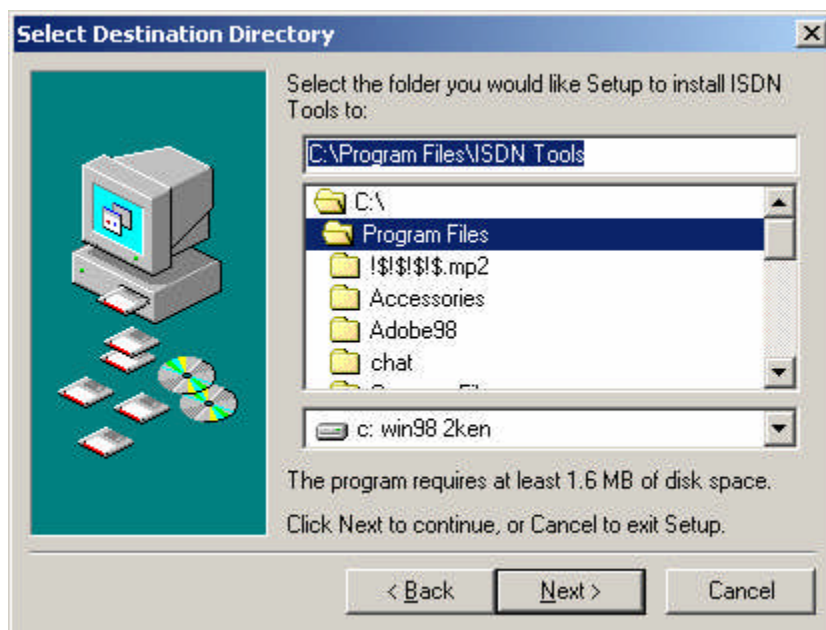 Select Destination Directory
Select the folder you would like Setup to install ISDN
Tools to:
C:\Program Files\ISDN Tools
C:\
Program Files
!$!$!$!$.mp2
Accessories
Adobe98
chat
c: win98 2ken
The program requires at least 1.6 MB of disk space.
Click Next to continue, or Cancel to exit Setup.
< Back
Next >
Cancel